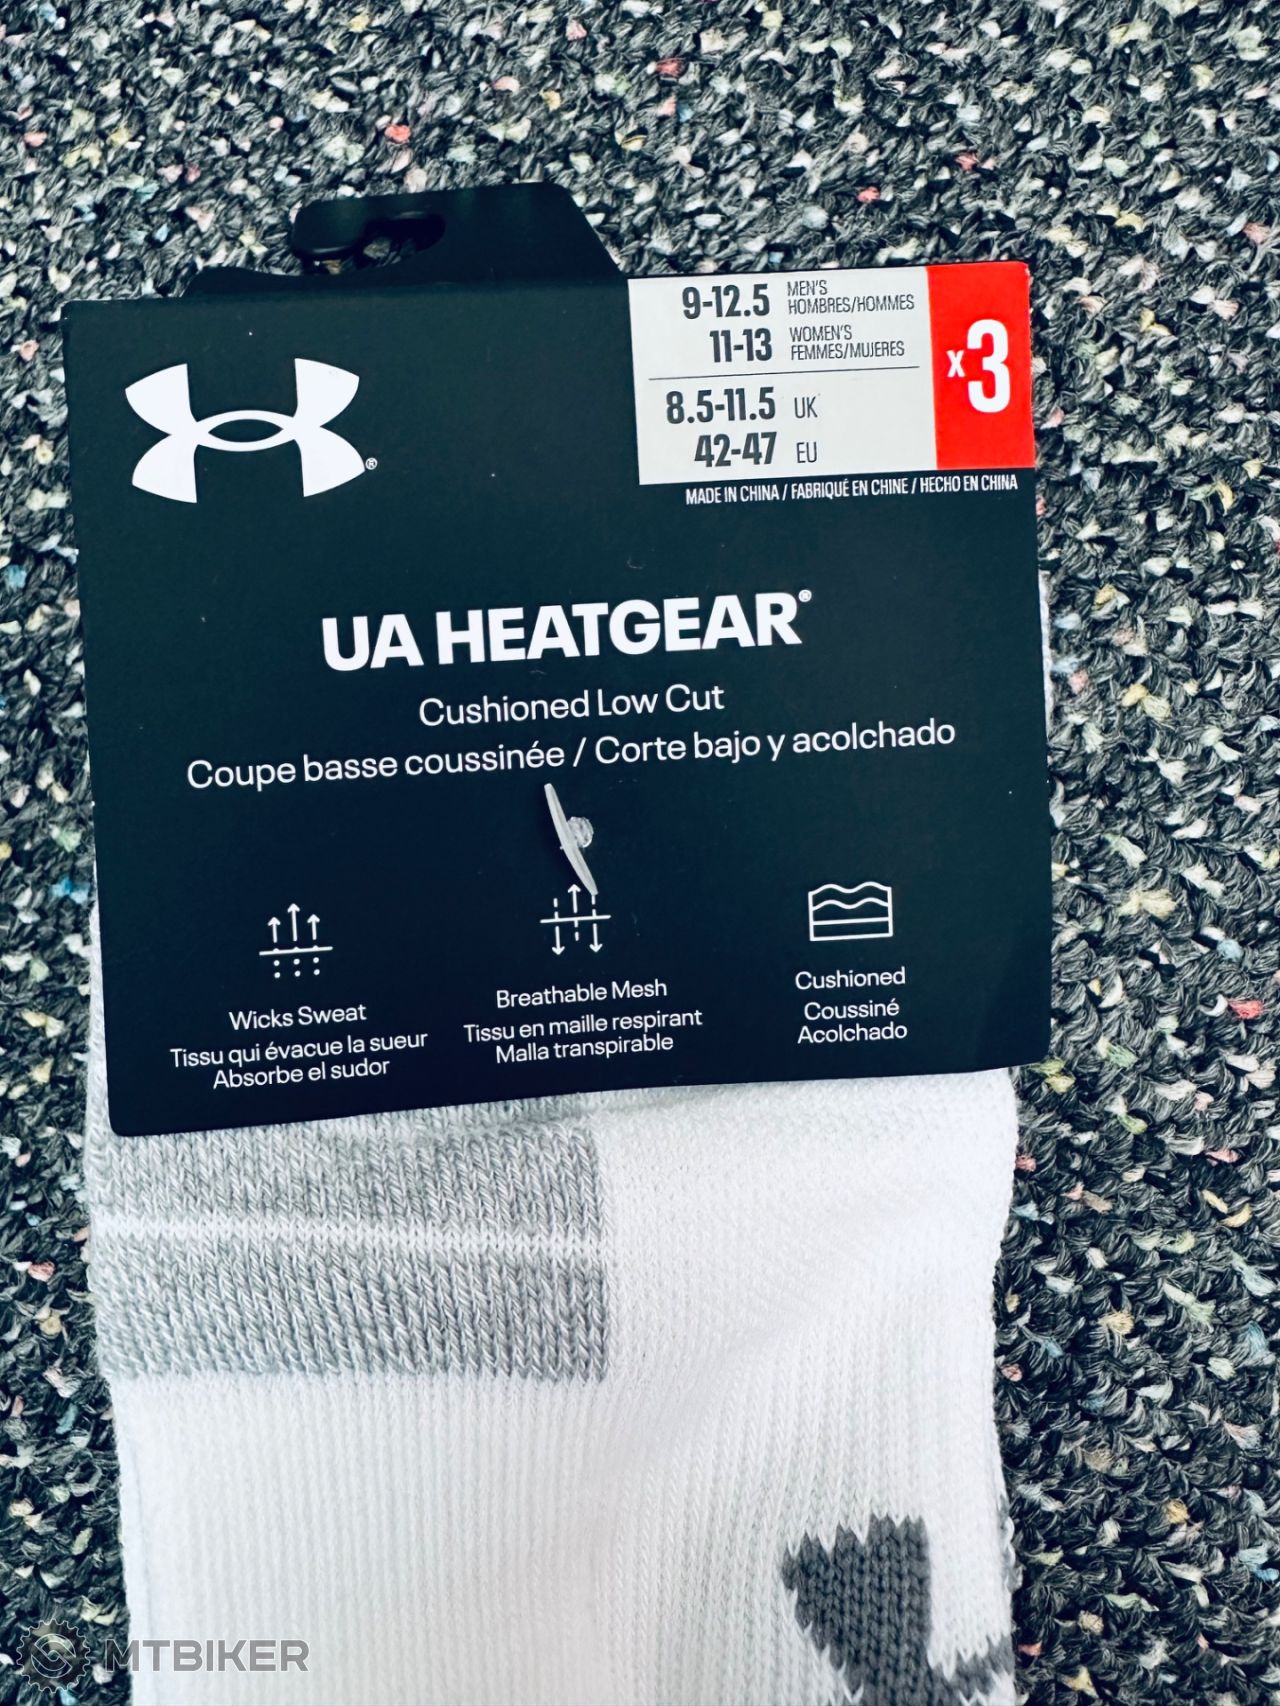 9-12.5 MEN'S
HOMBRES/HOMMES
11-13 WOMEN'S
FEMMES/MUJERES
8.5-11.5 UK
42-47 EU
x3
MADE IN CHINA / FABRIQUÉ EN CHINE / HECHO EN CHINA
®
UA HEATGEAR®
Cushioned Low Cut
Coupe basse coussinée / Corte bajo y acolchado
Wicks Sweat
Tissu qui évacue la sueur
Absorbe el sudor
Breathable Mesh
Tissu en maille respirant
Malla transpirable
Cushioned
Coussiné
Acolchado
MTBIKER